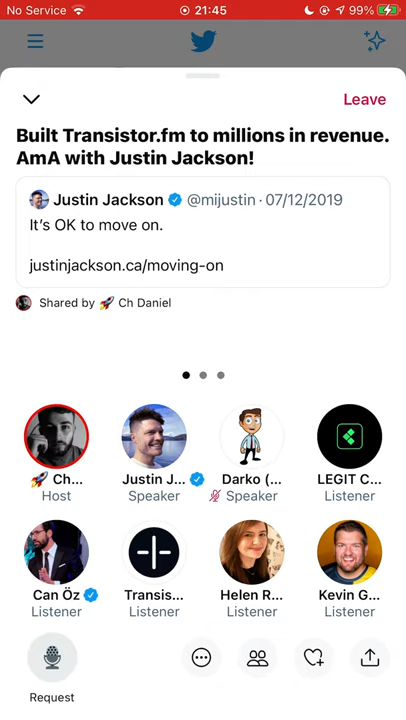 No Service 21:45 99%
Leave
Built Transistor.fm to millions in revenue.
AmA with Justin Jackson!
Justin Jackson @mijustin · 07/12/2019
It's OK to move on.
justinjackson.ca/moving-on
Shared by 🚀 Ch Daniel
🚀 Ch... Justin J... Darko (... LEGIT C...
Host Speaker Speaker Listener
Can Öz Transis... Helen R... Kevin G...
Listener Listener Listener Listener
Request